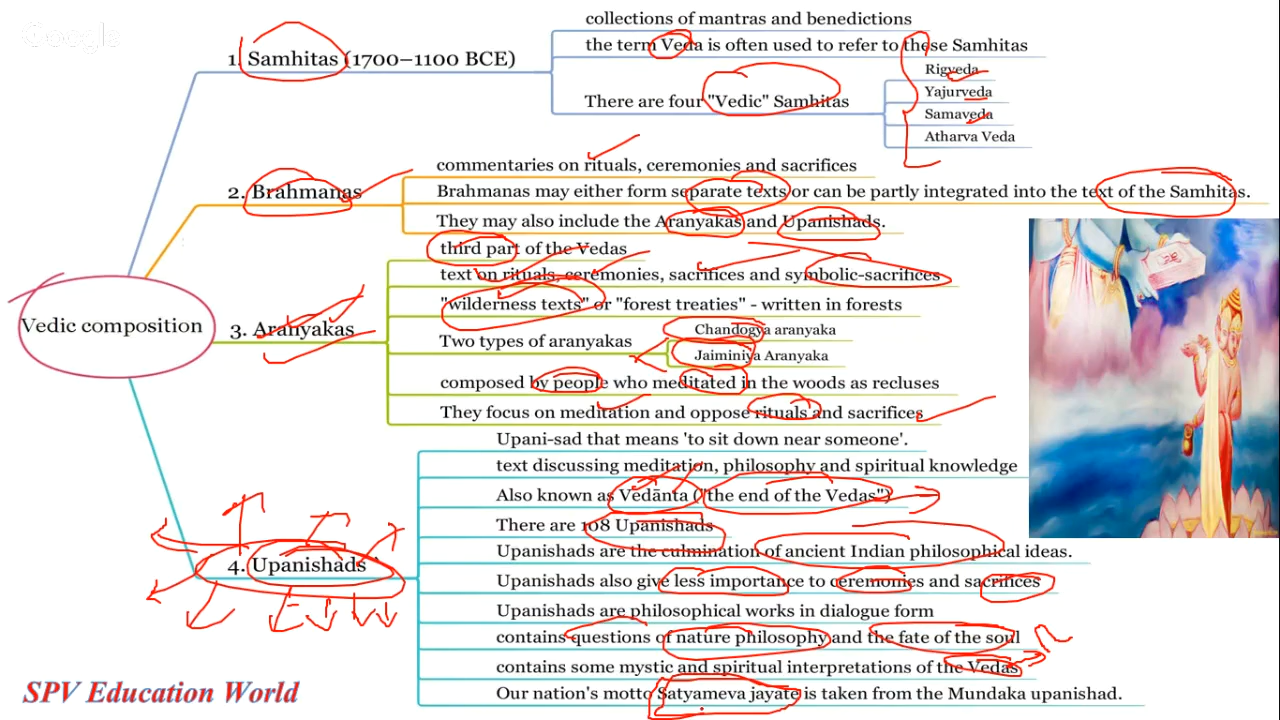 Google
1. Samhitas (1700–1100 BCE)
collections of mantras and benedictions
the term Veda is often used to refer to these Samhitas
There are four "Vedic" Samhitas
Rigveda
Yajurveda
Samaveda
Atharva Veda
2. Brahmanas
commentaries on rituals, ceremonies and sacrifices
Brahmanas may either form separate texts or can be partly integrated into the text of the Samhitas.
They may also include the Aranyakas and Upanishads.
Vedic composition
3. Aranyakas
third part of the Vedas
text on rituals, ceremonies, sacrifices and symbolic-sacrifices
"wilderness texts" or "forest treaties" - written in forests
Two types of aranyakas
Chandogya aranyaka
Jaiminiya Aranyaka
composed by people who meditated in the woods as recluses
They focus on meditation and oppose rituals and sacrifices
4. Upanishads
Upani-sad that means 'to sit down near someone'.
text discussing meditation, philosophy and spiritual knowledge
Also known as Vedānta ("the end of the Vedas")
There are 108 Upanishads
Upanishads are the culmination of ancient Indian philosophical ideas.
Upanishads also give less importance to ceremonies and sacrifices
Upanishads are philosophical works in dialogue form
contains questions of nature philosophy and the fate of the soul
contains some mystic and spiritual interpretations of the Vedas
Our nation's motto Satyameva jayate is taken from the Mundaka upanishad.
SPV Education World